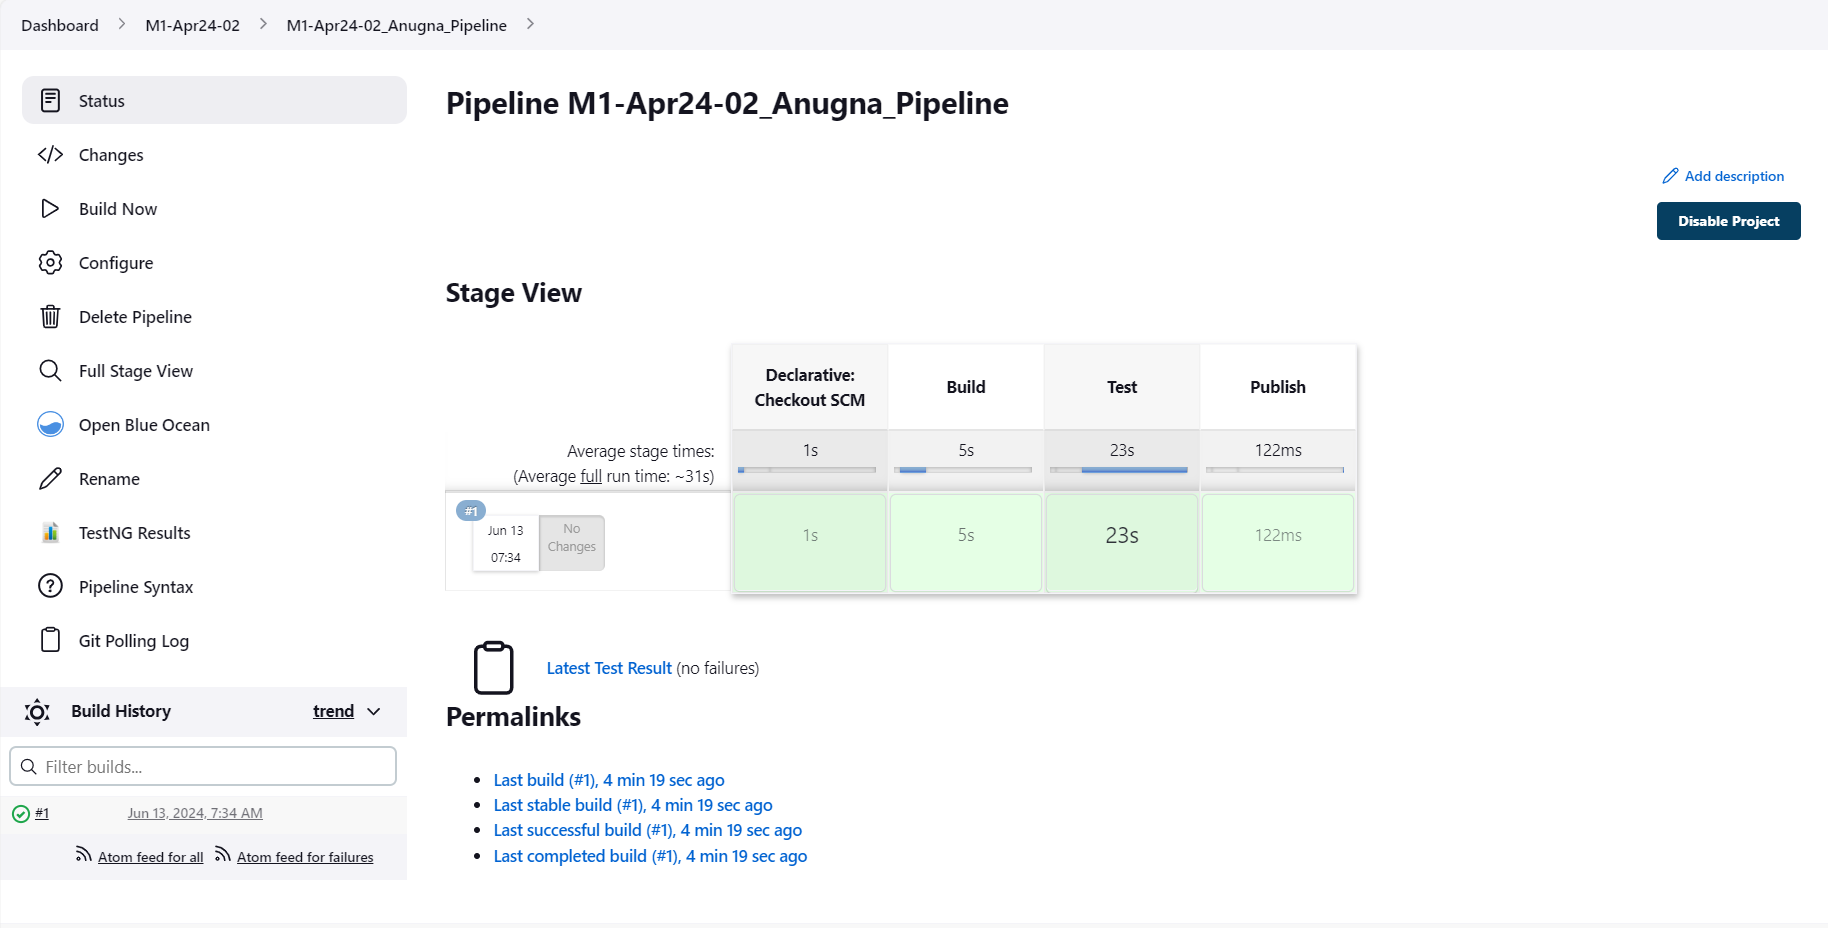 Dashboard
M1-Apr24-02
M1-Apr24-02_Anugna_Pipeline
Status
Changes
Build Now
Configure
Delete Pipeline
Full Stage View
Open Blue Ocean
Rename
TestNG Results
Pipeline Syntax
Git Polling Log
Build History
trend
Filter builds...
#1
Jun 13, 2024, 7:34 AM
Atom feed for all
Atom feed for failures
Pipeline M1-Apr24-02_Anugna_Pipeline
Add description
Disable Project
Stage View
Declarative:
Checkout SCM
Build
Test
Publish
Average stage times:
(Average full run time: ~31s)
1s
5s
23s
122ms
#1
Jun 13
07:34
No
Changes
1s
5s
23s
122ms
Latest Test Result (no failures)
Permalinks
Last build (#1), 4 min 19 sec ago
Last stable build (#1), 4 min 19 sec ago
Last successful build (#1), 4 min 19 sec ago
Last completed build (#1), 4 min 19 sec ago